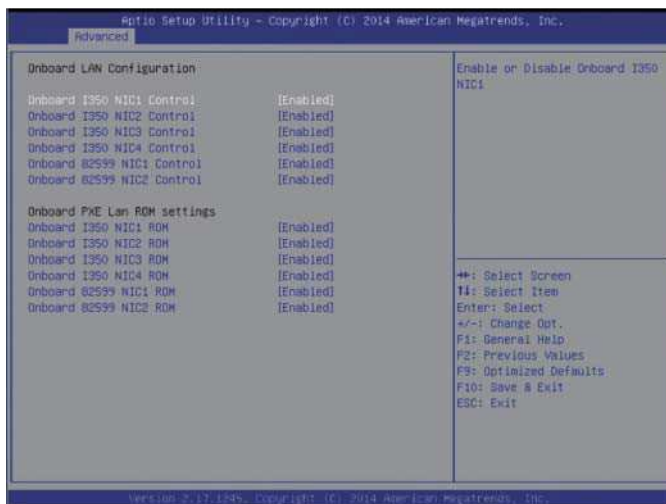 Aptio Setup Utility - Copyright (C) 2014 American Megatrends, Inc.
Advanced
Onboard LAN Configuration
Onboard I350 NIC1 Control [Enabled]
Onboard I350 NIC2 Control [Enabled]
Onboard I350 NIC3 Control [Enabled]
Onboard I350 NIC4 Control [Enabled]
Onboard 82599 NIC1 Control [Enabled]
Onboard 82599 NIC2 Control [Enabled]
Onboard PXE Lan ROM settings
Onboard I350 NIC1 ROM [Enabled]
Onboard I350 NIC2 ROM [Enabled]
Onboard I350 NIC3 ROM [Enabled]
Onboard I350 NIC4 ROM [Enabled]
Onboard 82599 NIC1 ROM [Enabled]
Onboard 82599 NIC2 ROM [Enabled]
Enable or Disable Onboard I350
NIC1
→←: Select Screen
↑↓: Select Item
Enter: Select
+/-: Change Opt.
F1: General Help
F2: Previous Values
F9: Optimized Defaults
F10: Save & Exit
ESC: Exit
Version 2.17.1245. Copyright (C) 2014 American Megatrends, Inc.